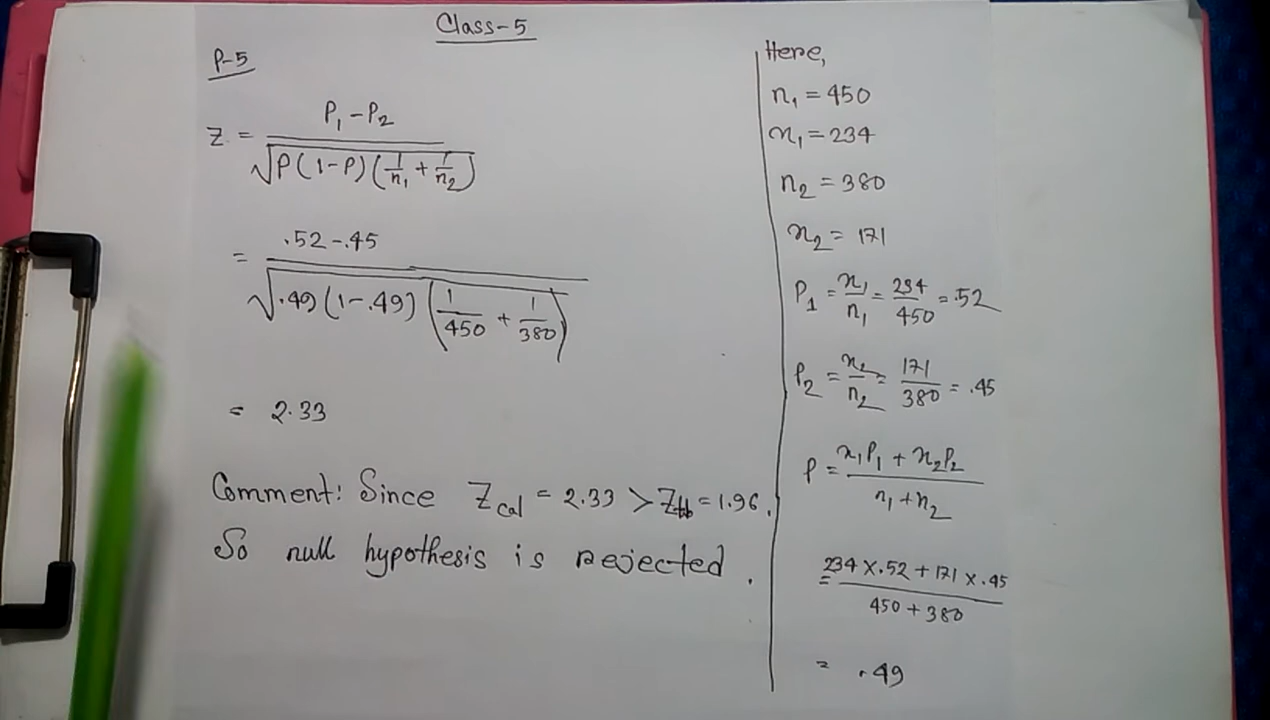 Class-5
P-5
Z = P₁ - P₂ / √P(1-P)(1/n₁ + 1/n₂)
= .52 - .45 / √.49(1-.49)(1/450 + 1/380)
= 2.33
Comment: Since Z cal = 2.33 > Z tb = 1.96.
So null hypothesis is rejected.
Here,
n₁ = 450
x₁ = 234
n₂ = 380
x₂ = 171
P₁ = x₁/n₁ = 234/450 = .52
P₂ = x₂/n₂ = 171/380 = .45
P = x₁P₁ + x₂P₂ / n₁ + n₂
= 234 × .52 + 171 × .45 / 450 + 380
= .49